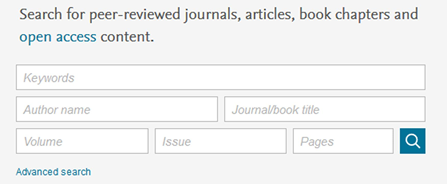 Search for peer-reviewed journals, articles, book chapters and
open access content.
Keywords
Author name Journal/book title
Volume Issue Pages
Advanced search